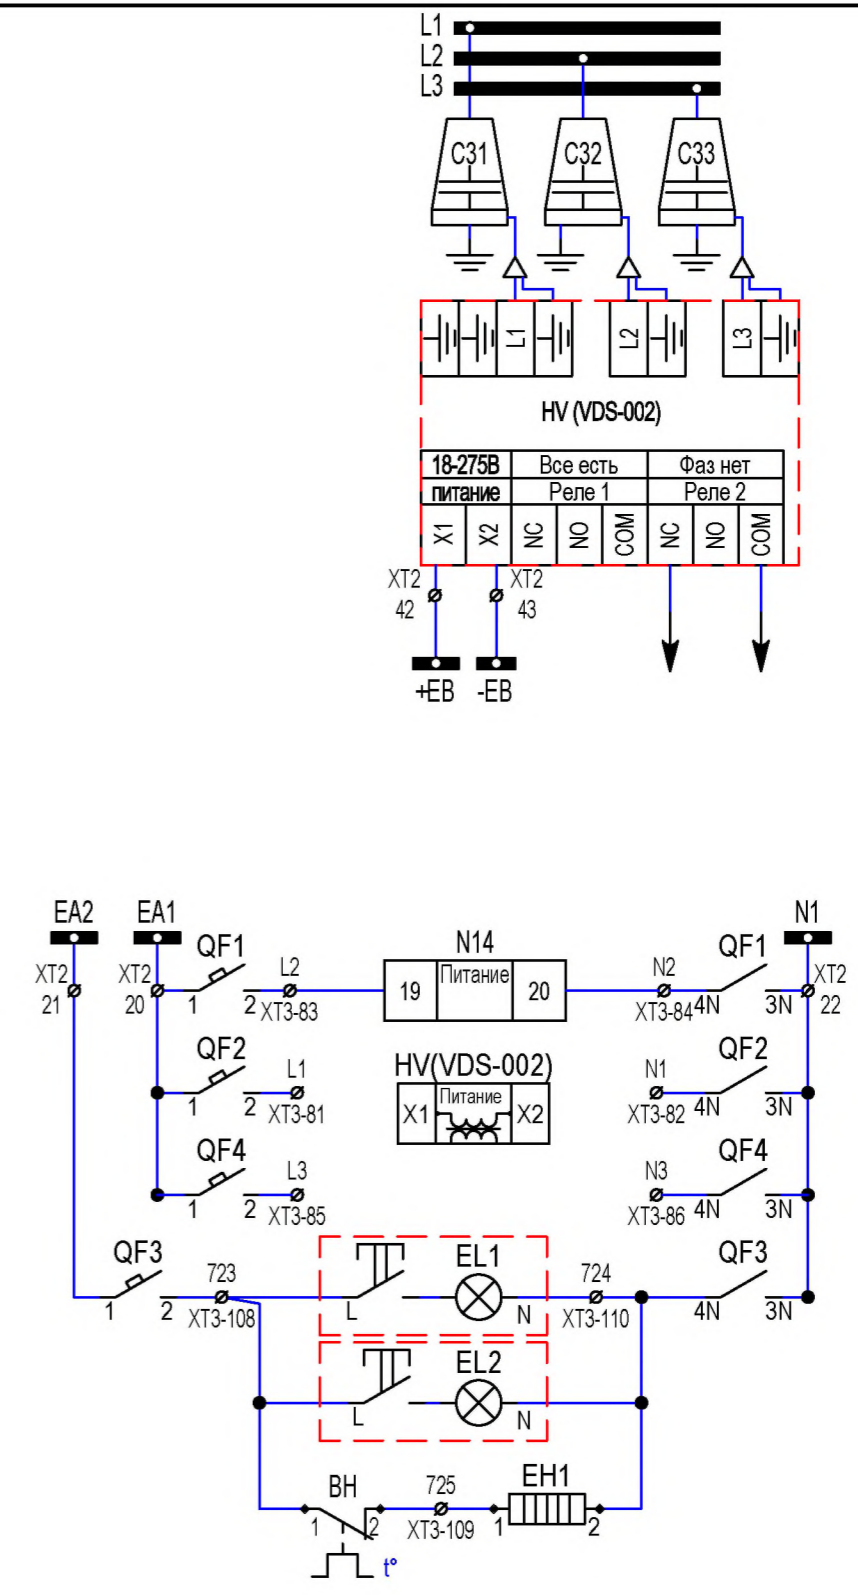 L1
L2
L3
C31 C32 C33
L1 L2 L3
HV (VDS-002)
18-275В Все есть Фаз нет
питание Реле 1 Реле 2
X1 X2 NC NO COM NC NO COM
XT2 XT2
42 43
+EB -EB
EA2 EA1 N1
QF1 L2 N14 N2 QF1
XT2 XT2 Питание XT2
21 20 1 2 XT3-83 19 20 XT3-84 4N 3N 22
QF2 L1 HV(VDS-002) N1 QF2
1 2 XT3-81 X1 Питание X2 XT3-82 4N 3N
QF4 L3 N3 QF4
1 2 XT3-85 XT3-86 4N 3N
QF3 723 EL1 724 QF3
1 2 XT3-108 L N XT3-110 4N 3N
EL2
L N
BH 725 EH1
1 2 XT3-109 1 2
t°